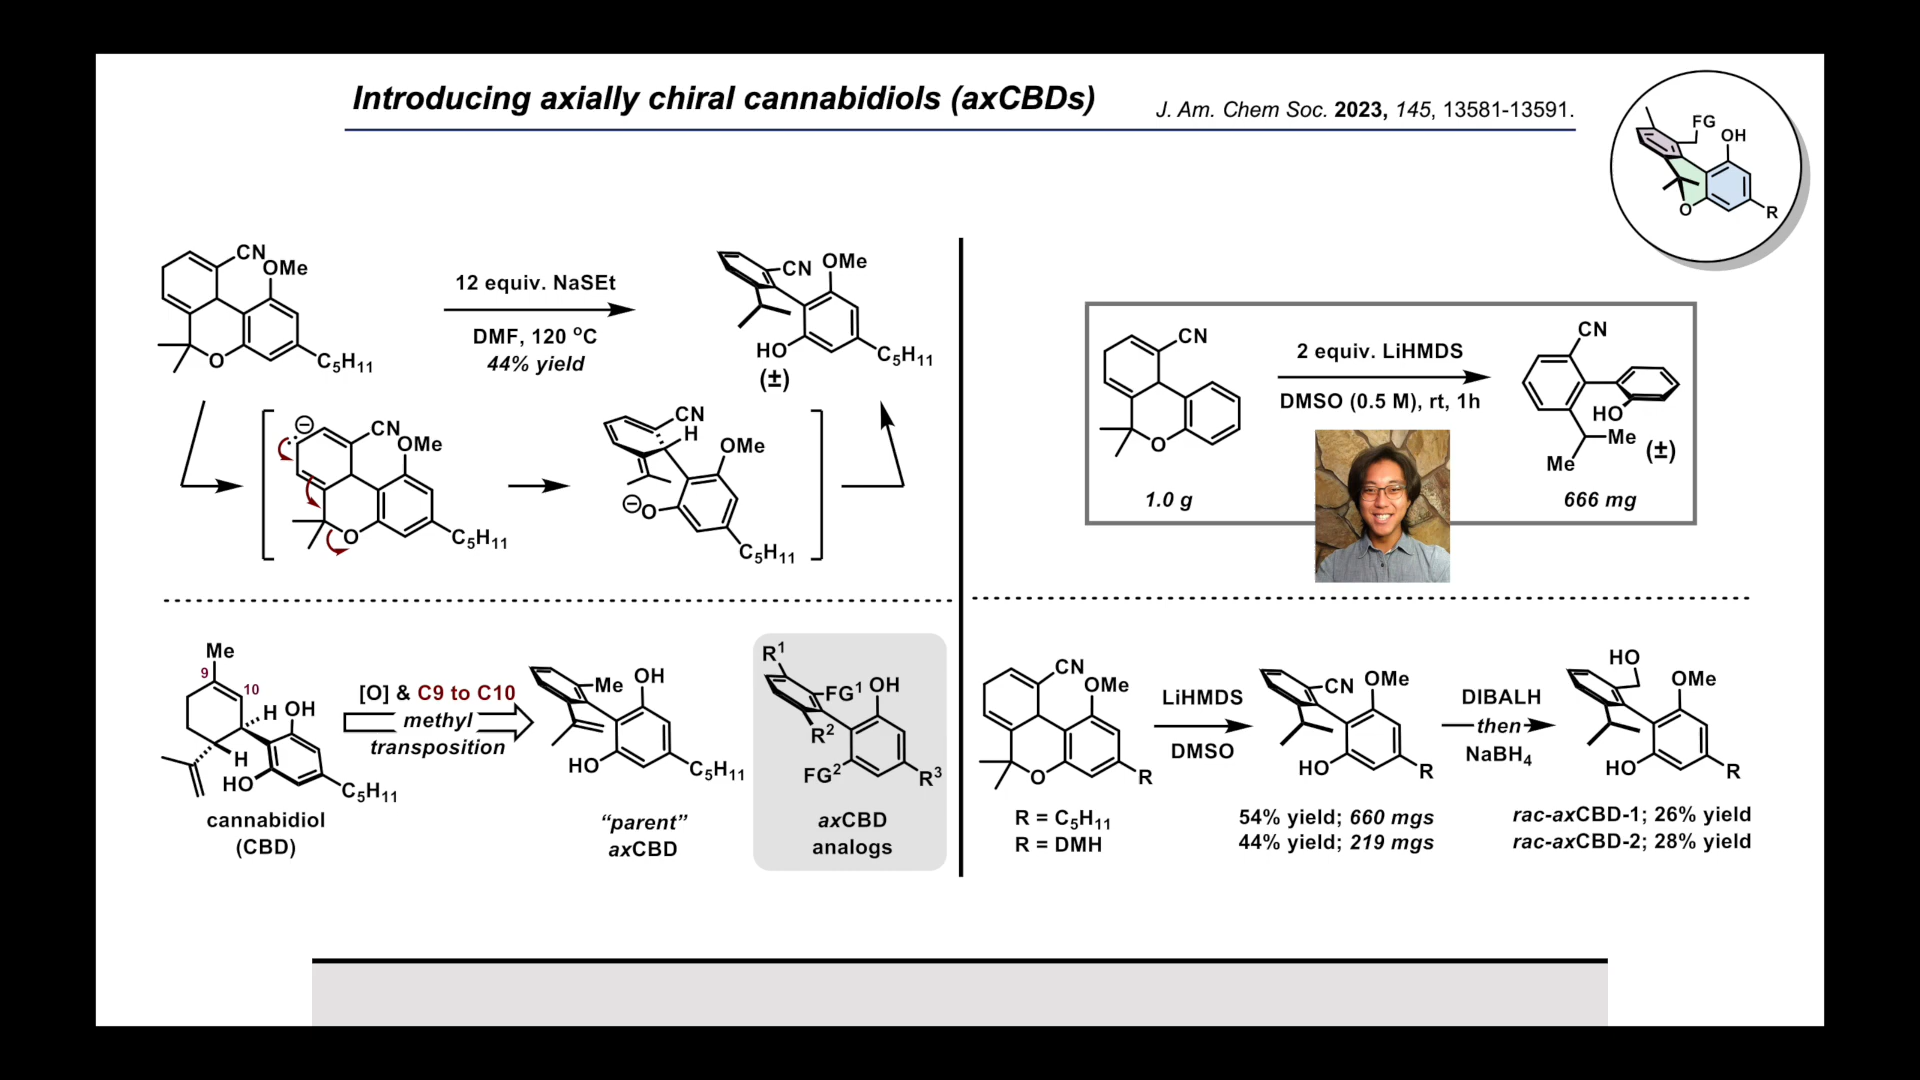 Introducing axially chiral cannabidiols (axCBDs)
J. Am. Chem Soc. 2023, 145, 13581-13591.
FG
OH
O
R
CN
OMe
O
C5H11
12 equiv. NaSEt
DMF, 120 oC
44% yield
CN
OMe
HO
C5H11
(±)
CN
OMe
O
C5H11
CN
H
OMe
⊖O
C5H11
CN
O
1.0 g
2 equiv. LiHMDS
DMSO (0.5 M), rt, 1h
CN
HO
Me
Me
(±)
666 mg
Me
9
10
H
OH
H
HO
C5H11
cannabidiol
(CBD)
[O] & C9 to C10
methyl
transposition
Me
OH
HO
C5H11
“parent”
axCBD
R1
FG1
OH
R2
FG2
R3
axCBD
analogs
CN
OMe
O
R
R = C5H11
R = DMH
LiHMDS
DMSO
CN
OMe
HO
R
54% yield; 660 mgs
44% yield; 219 mgs
DIBALH
then
NaBH4
HO
OMe
HO
R
rac-axCBD-1; 26% yield
rac-axCBD-2; 28% yield